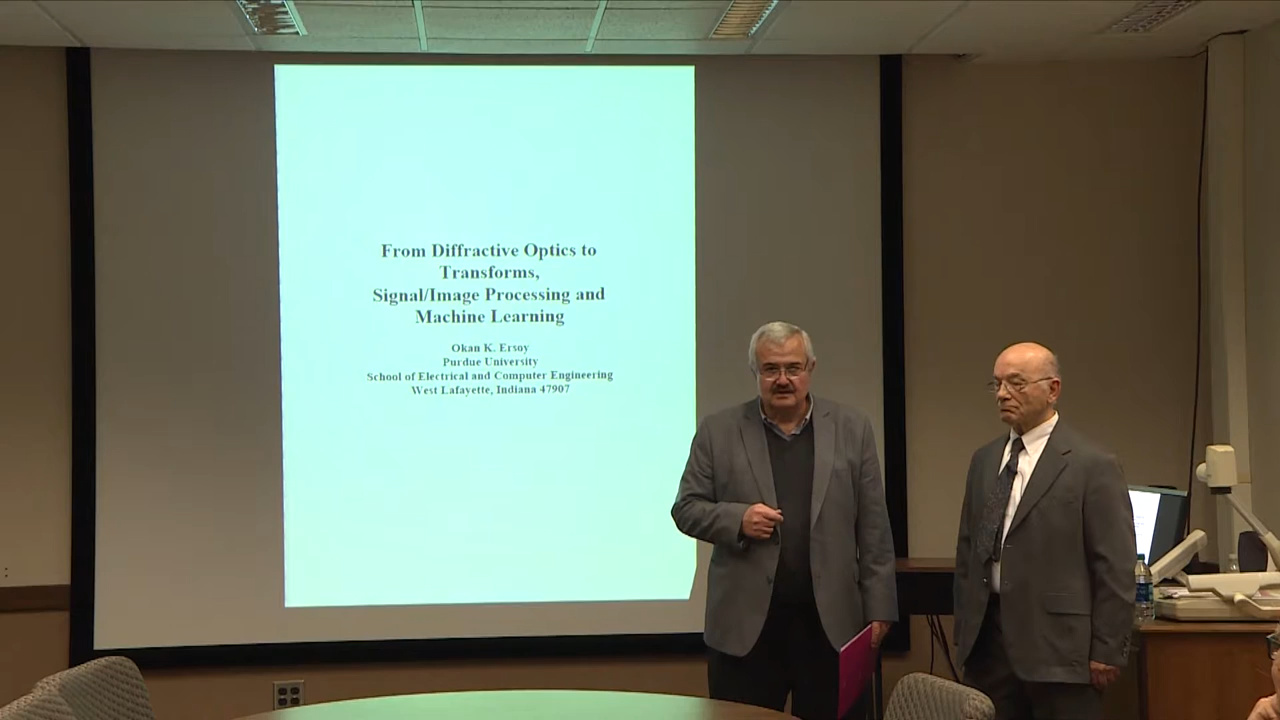 From Diffractive Optics to
Transforms,
Signal/Image Processing and
Machine Learning
Okan K. Ersoy
Purdue University
School of Electrical and Computer Engineering
West Lafayette, Indiana 47907